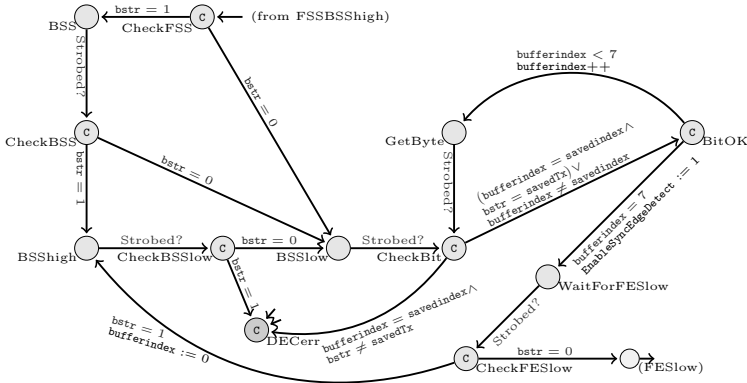 bstr = 1
C
(from FSSBSShigh)
BSS
CheckFSS
Strobed?
bstr = 0
bufferindex < 7
bufferindex++
C
CheckBSS
GetByte
C
BitOK
bstr = 1
bstr = 0
Strobed?
(bufferindex = savedindex∧
bstr = savedTx)∨
bufferindex ≠ savedindex
bufferindex = 7
EnableSyncEdgeDetect := 1
BSShigh
Strobed?
C
CheckBSSlow
bstr = 0
BSSlow
Strobed?
C
CheckBit
bstr = 1
WaitForFESlow
bstr = 1
bufferindex := 0
C
DECerr
bufferindex = savedindex∧
bstr ≠ savedTx
Strobed?
C
CheckFESlow
bstr = 0
(FESlow)